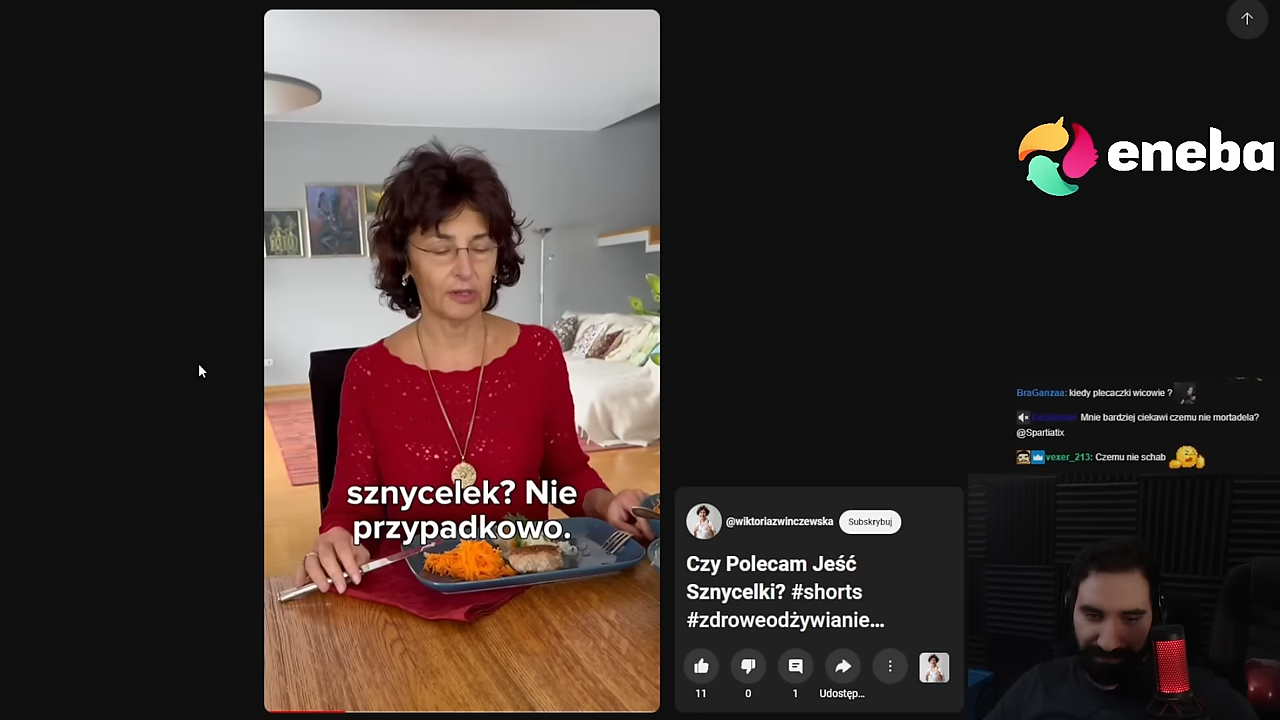 sznycelek? Nie
przypadkowo.
eneba
BraGanzaa: kiedy plecaczki wicowie ?
Mnie bardziej ciekawi czemu nie mortadela?
@Spartiatix
vexer_213: Czemu nie schab
@wiktoriazwinczewska
Subskrybuj
Czy Polecam Jeść
Sznycelki? #shorts
#zdroweodżywianie…
11 0 1 Udostęp…